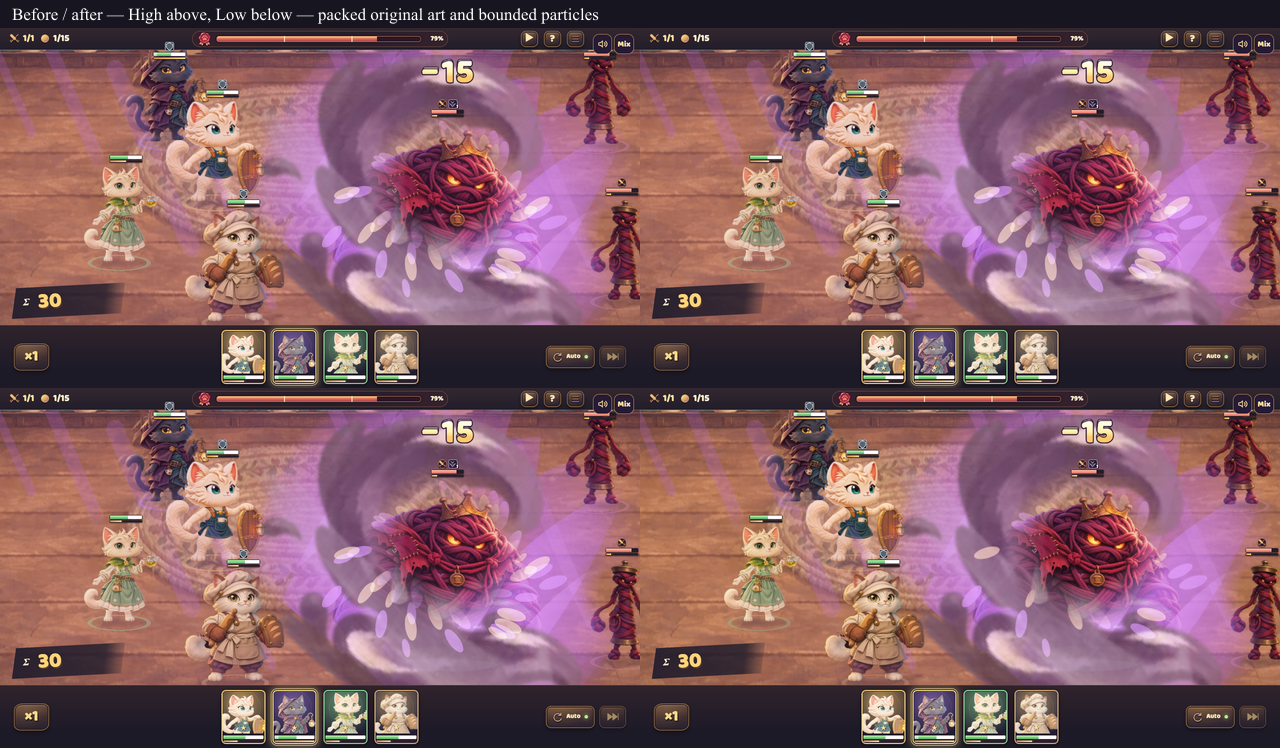 Before / after — High above, Low below — packed original art and bounded particles
1/1 1/15 79% ? Mix 1/1 1/15 79% ? Mix
-15 -15
Σ 30 Σ 30
×1 Auto ×1 Auto
1/1 1/15 79% ? Mix 1/1 1/15 79% ? Mix
-15 -15
Σ 30 Σ 30
×1 Auto ×1 Auto